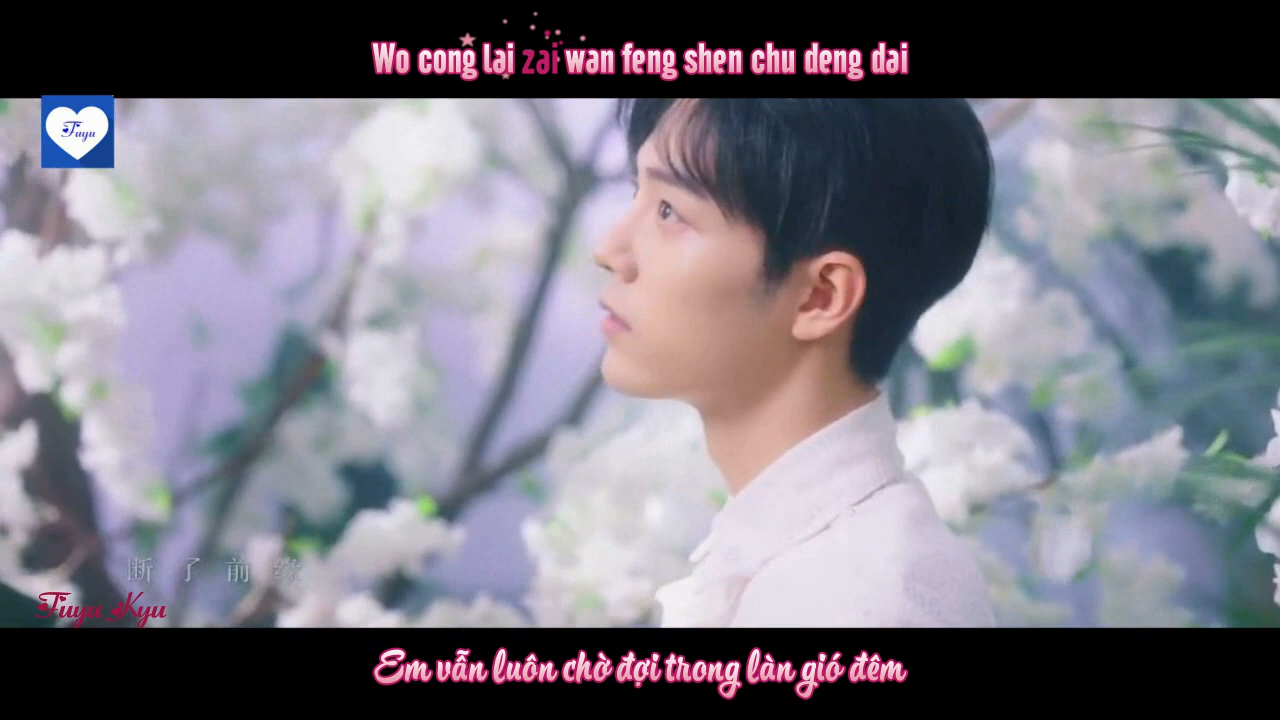 Wo cong lai zai wan feng shen chu deng dai
Fuyu
断了前缘
Fuyu Kyu
Em vẫn luôn chờ đợi trong làn gió đêm